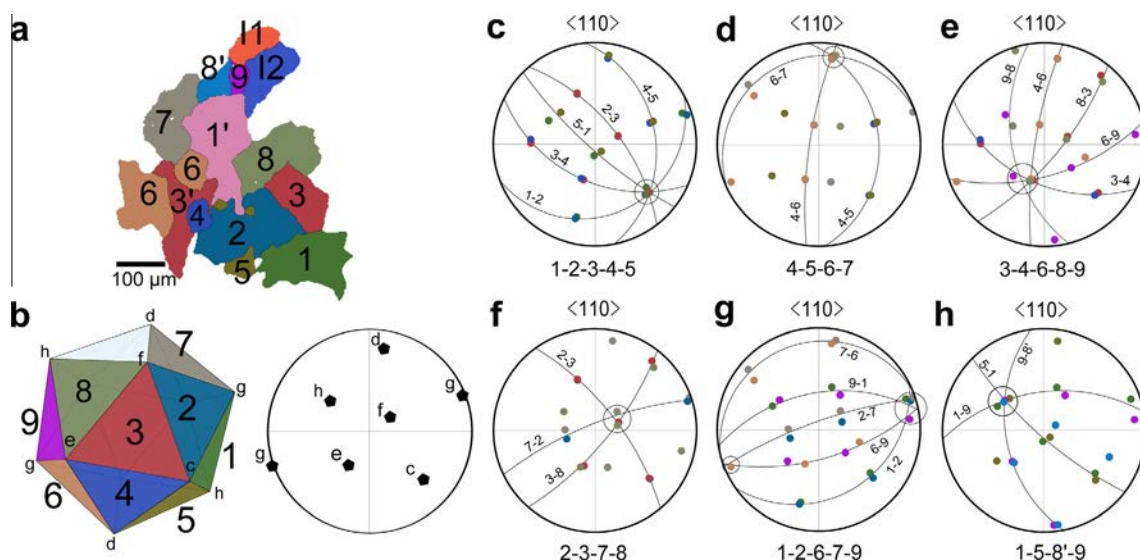 a
I1
8'
9
I2
7
1'
6
8
6
3'
4
3
2
5
1
100 µm
b
d
7
h
f
g
8
2
9
3
e
1
g
c
6
4
h
5
d
d
g
h
f
e
g
c
c
<110>
4-5
2-3
5-1
3-4
1-2
1-2-3-4-5
d
<110>
6-7
4-6
4-5
4-5-6-7
e
<110>
9-8
4-6
8-3
6-9
3-4
3-4-6-8-9
f
<110>
2-3
7-2
3-8
2-3-7-8
g
<110>
7-6
9-1
2-7
6-9
1-2
1-2-6-7-9
h
<110>
5-1
9-8'
1-9
1-5-8'-9